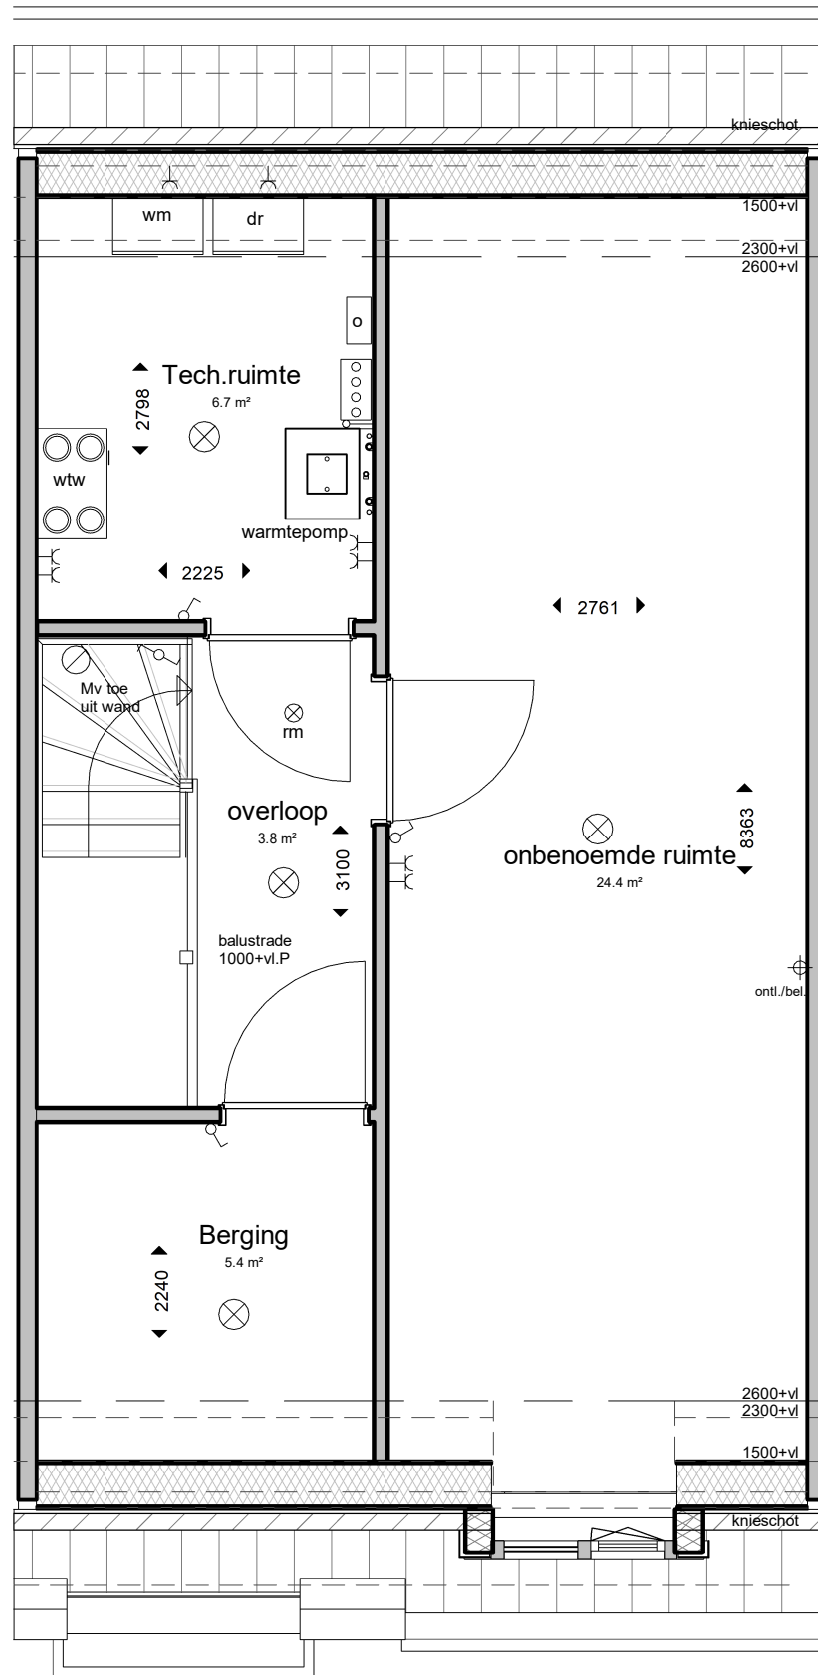 knieschot
1500+vl
wm
dr
2300+vl
2600+vl
o
Tech.ruimte
6.7 m²
2798
wtw
warmtepomp
2225
2761
Mv toe
uit wand
rm
overloop
3.8 m²
3100
8363
onbenoemde ruimte
24.4 m²
balustrade
1000+vl.P
ontl./bel.
Berging
5.4 m²
2240
2600+vl
2300+vl
1500+vl
knieschot